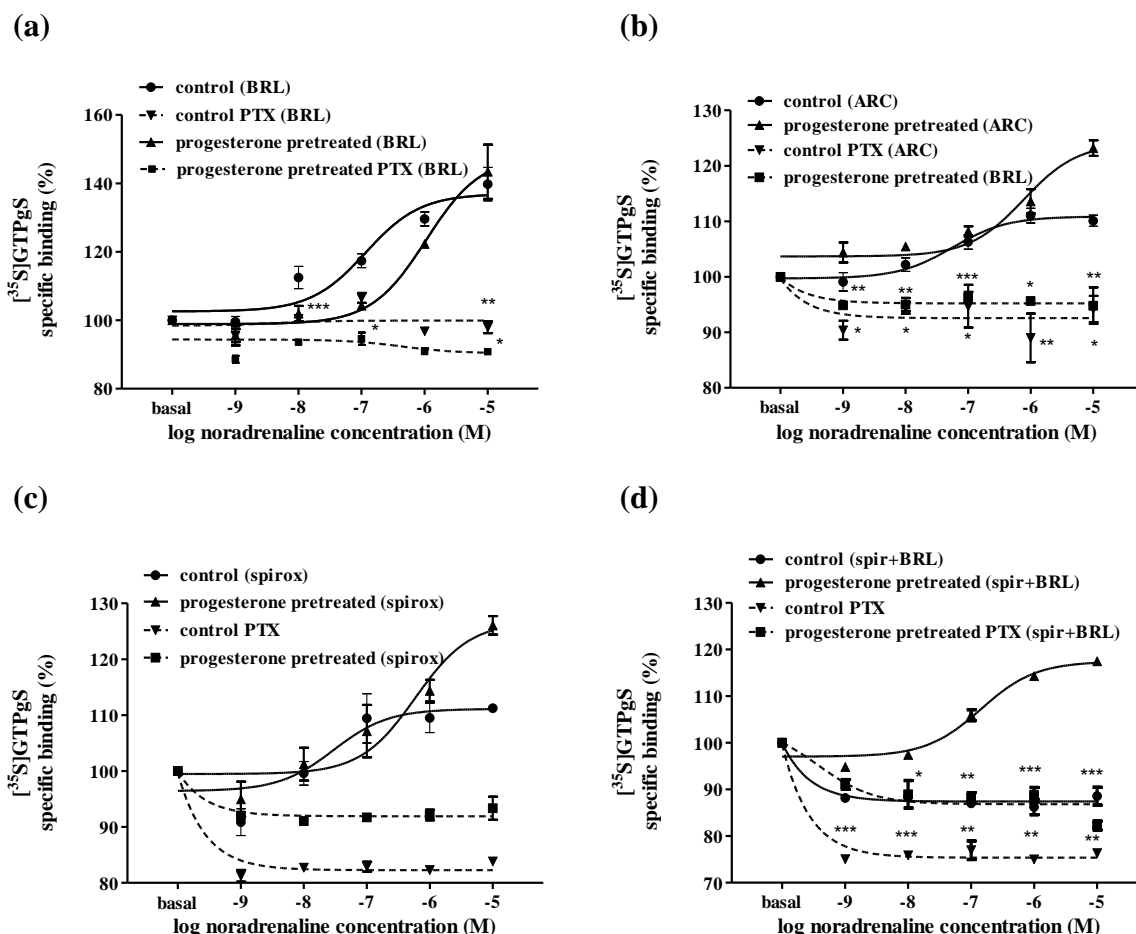 (a)
control (BRL)
control PTX (BRL)
progesterone pretreated (BRL)
progesterone pretreated PTX (BRL)
[35S]GTPgS
specific binding (%)
160
140
120
100
80
***
*
**
*
basal -9 -8 -7 -6 -5
log noradrenaline concentration (M)
(b)
control (ARC)
progesterone pretreated (ARC)
control PTX (ARC)
progesterone pretreated (BRL)
[35S]GTPgS
specific binding (%)
130
120
110
100
90
80
** ** *** * **
* * * ** *
basal -9 -8 -7 -6 -5
log noradrenaline concentration (M)
(c)
control (spirox)
progesterone pretreated (spirox)
control PTX
progesterone pretreated (spirox)
[35S]GTPgS
specific binding (%)
130
120
110
100
90
80
basal -9 -8 -7 -6 -5
log noradrenaline concentration (M)
(d)
control (spir+BRL)
progesterone pretreated (spir+BRL)
control PTX
progesterone pretreated PTX (spir+BRL)
[35S]GTPgS
specific binding (%)
130
120
110
100
90
80
70
* ** *** ***
*** *** ** ** **
basal -9 -8 -7 -6 -5
log noradrenaline concentration (M)